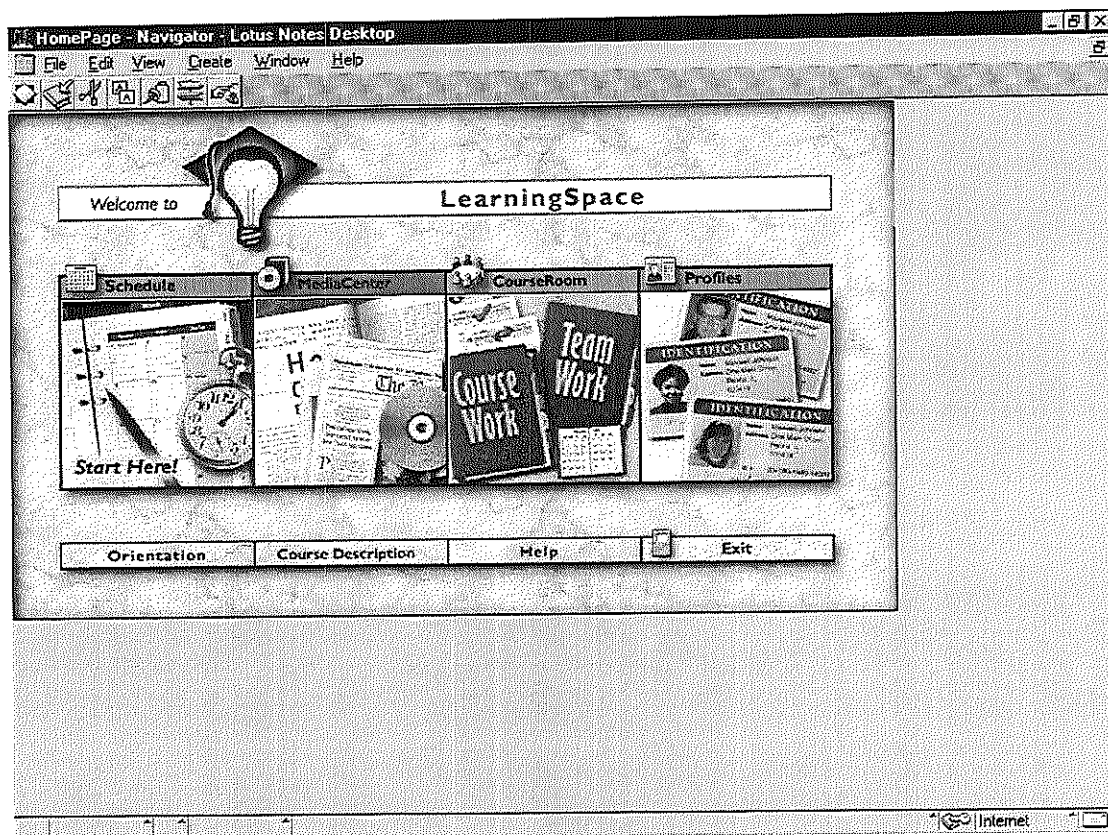 HomePage - Navigator - Lotus Notes Desktop
File Edit View Create Window Help
Welcome to LearningSpace
Schedule MediaCenter CourseRoom Profiles
Team
Work
IDENTIFICATION
The
Course
Work
IDENTIFICATION
Start Here!
Orientation Course Description Help Exit
Internet